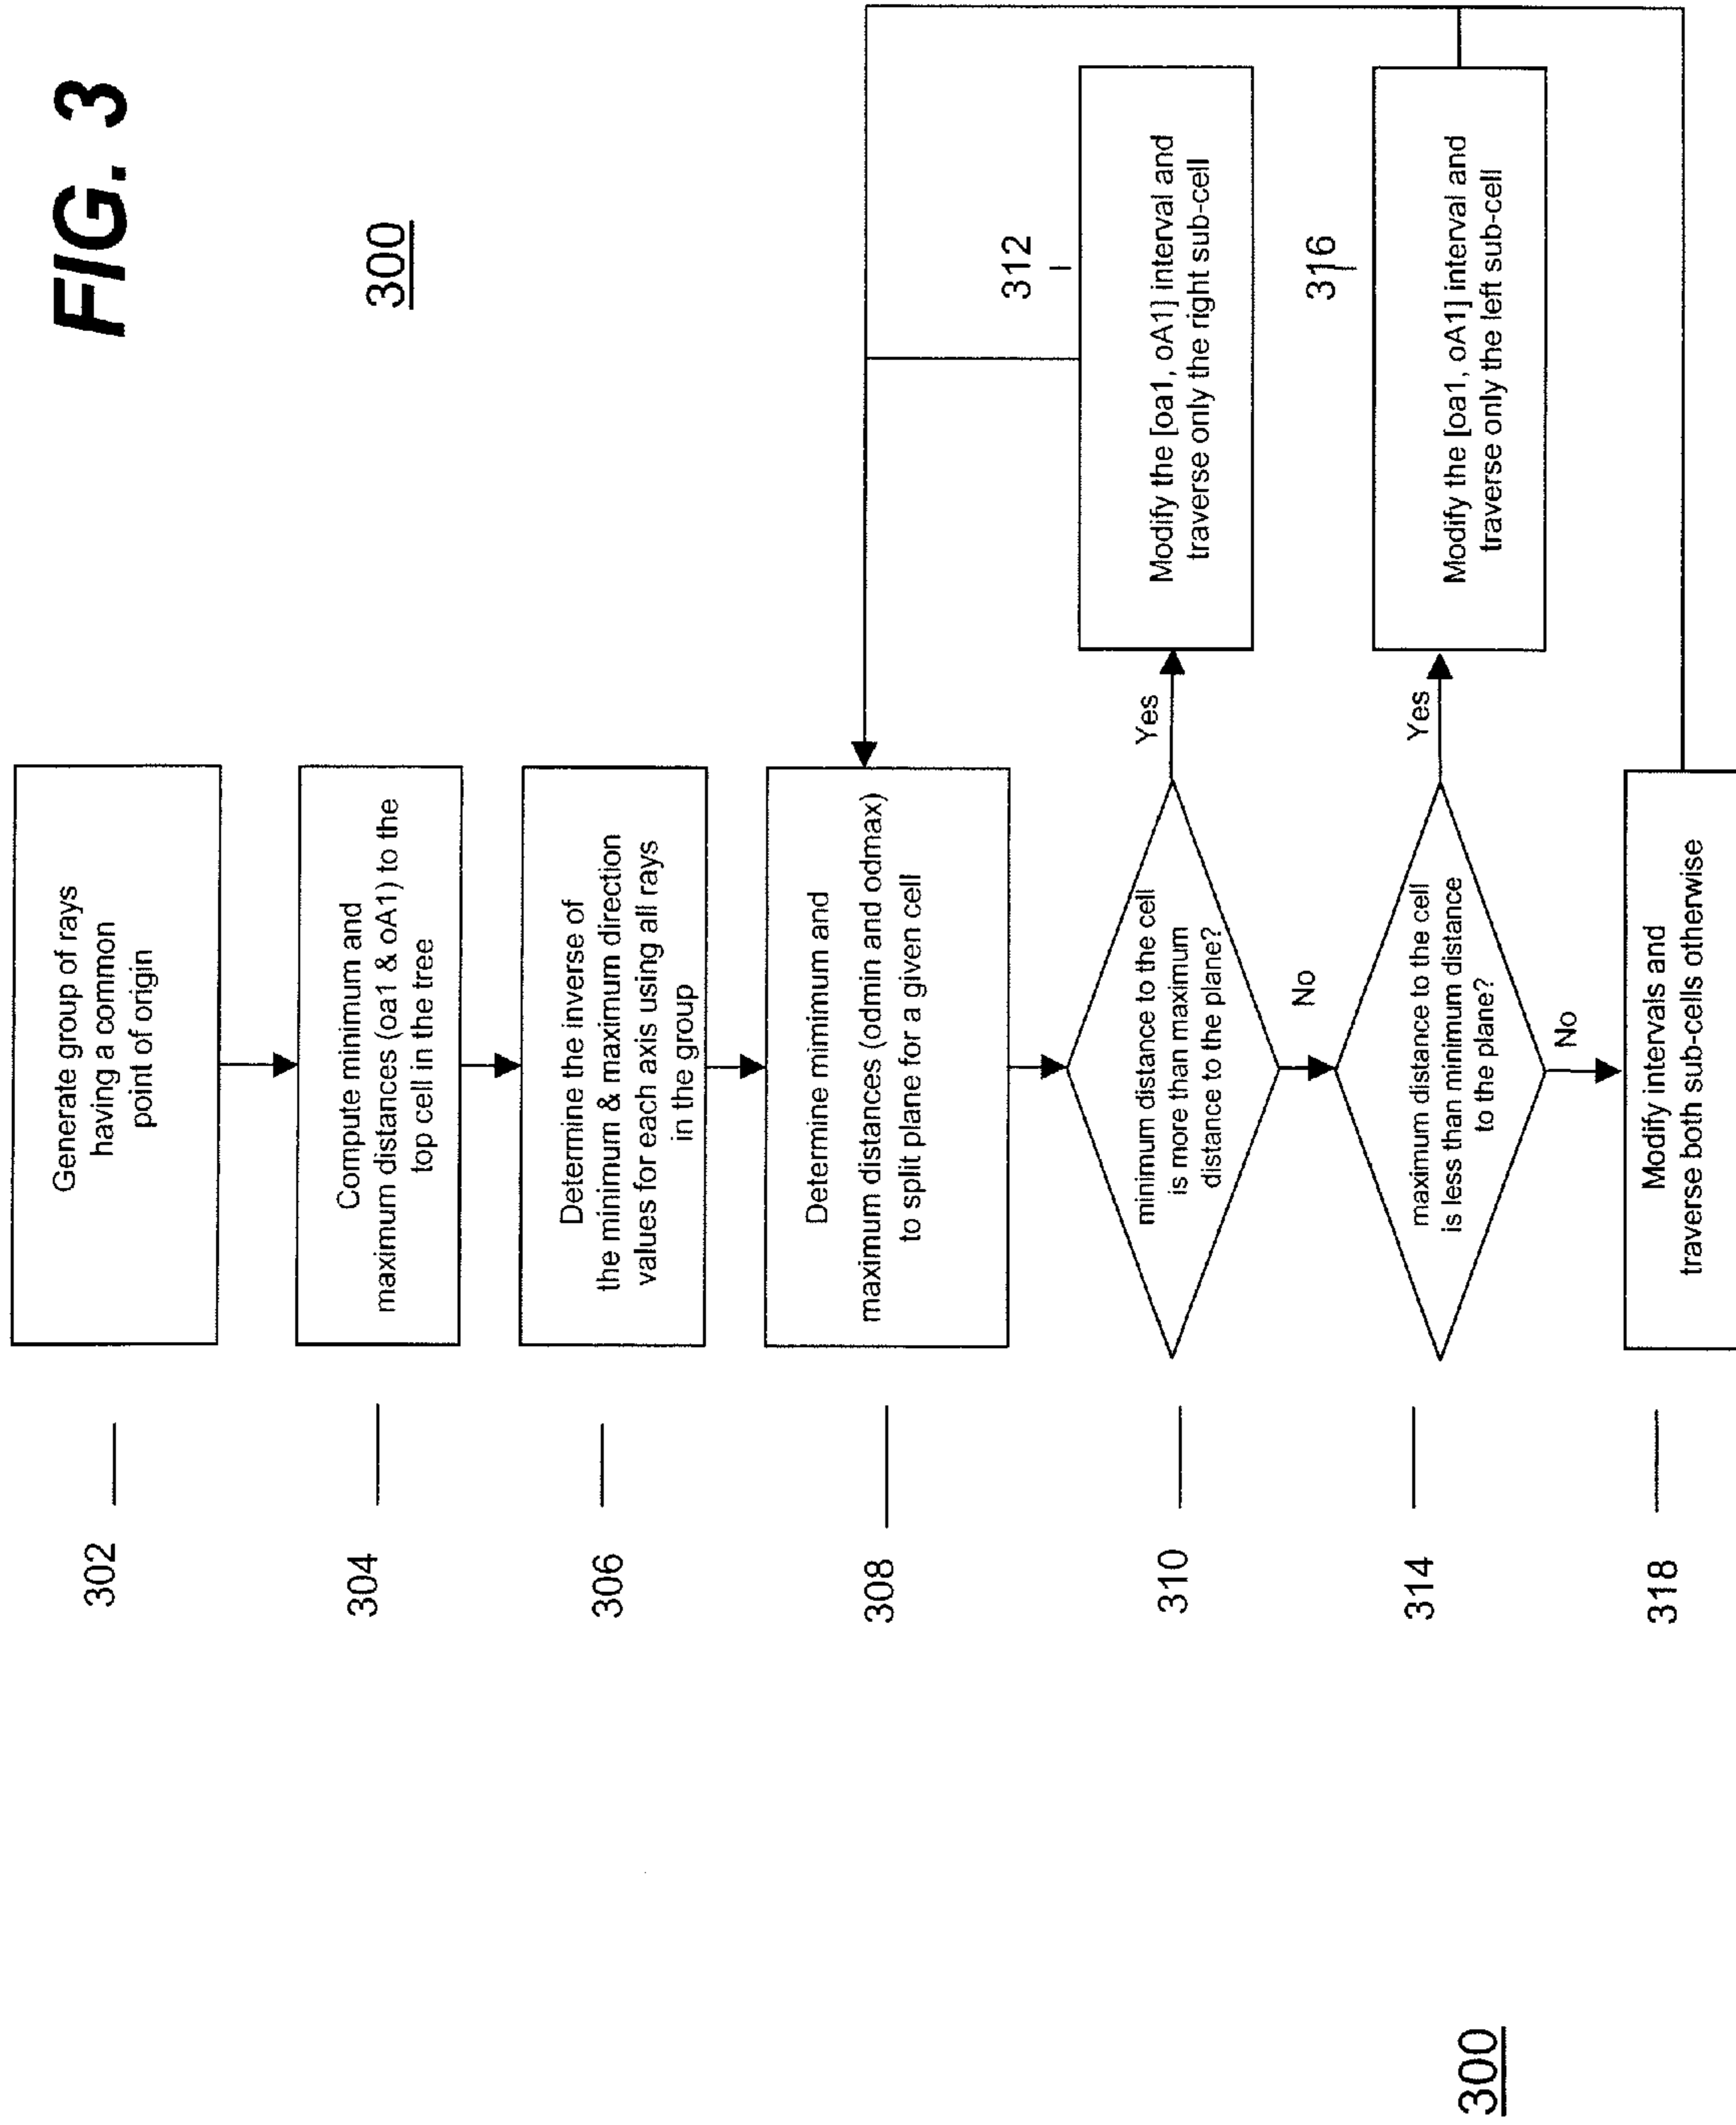 FIG. 3
300
302
Generate group of rays
having a common
point of origin
304
Compute minimum and
maximum distances (oa1 & oA1) to the
top cell in the tree
306
Determine the inverse of
the minimum & maximum direction
values for each axis using all rays
in the group
308
Determine minimum and
maximum distances (odmin and odmax)
to split plane for a given cell
310
minimum distance to the cell
is more than maximum
distance to the plane?
Yes
No
312
Modify the [oa1, oA1] interval and
traverse only the right sub-cell
314
maximum distance to the cell
is less than minimum distance
to the plane?
Yes
No
316
Modify the [oa1, oA1] interval and
traverse only the left sub-cell
318
Modify intervals and
traverse both sub-cells otherwise
300